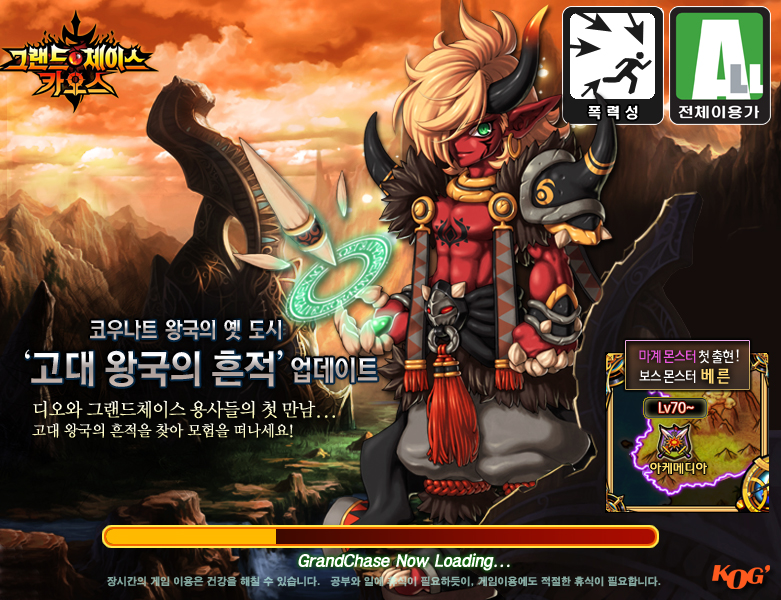 그랜드체이스
카오스
폭력성
ALL
전체이용가
코우나트 왕국의 옛 도시
'고대 왕국의 흔적' 업데이트
디오와 그랜드체이스 용사들의 첫 만남...
고대 왕국의 흔적을 찾아 모험을 떠나세요!
마계 몬스터 첫 출현!
보스 몬스터 베른
Lv70~
아케메디아
GrandChase Now Loading...
장시간의 게임 이용은 건강을 해칠 수 있습니다. 공부와 일에 휴식이 필요하듯이, 게임이용에도 적절한 휴식이 필요합니다.
KOG'